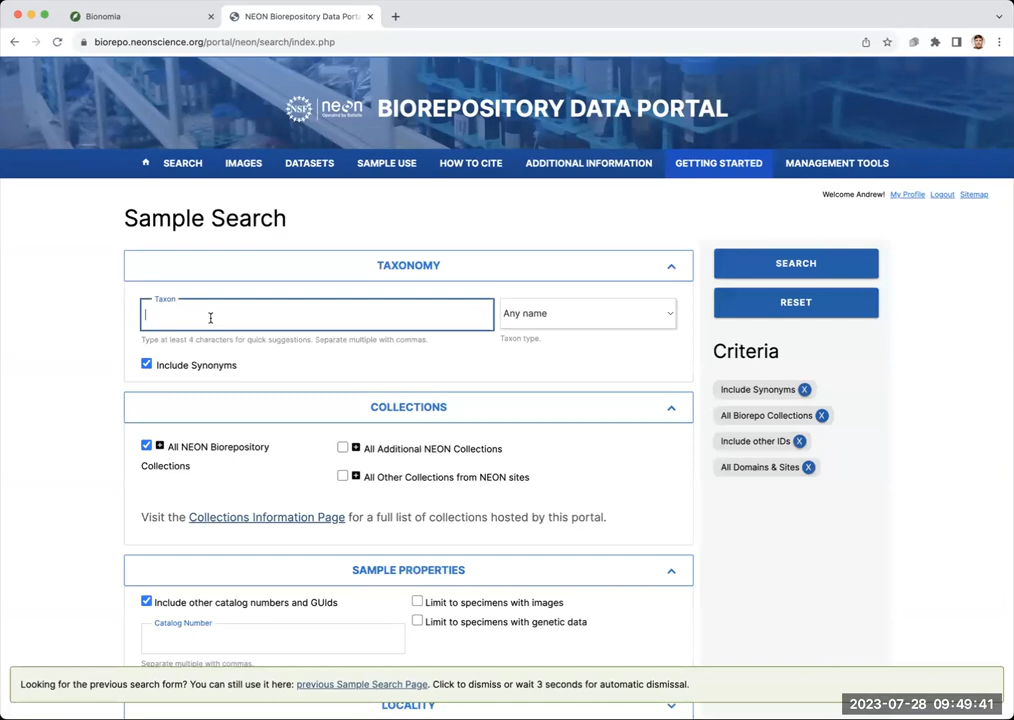 Bionomia
NEON Biorepository Data Porta
biorepo.neonscience.org/portal/neon/search/index.php
NSF neon Operated by Battelle BIOREPOSITORY DATA PORTAL
SEARCH IMAGES DATASETS SAMPLE USE HOW TO CITE ADDITIONAL INFORMATION GETTING STARTED MANAGEMENT TOOLS
Welcome Andrew! My Profile Logout Sitemap
Sample Search
TAXONOMY
Taxon
Any name
Type at least 4 characters for quick suggestions. Separate multiple with commas.
Taxon type.
Include Synonyms
COLLECTIONS
All NEON Biorepository
Collections
All Additional NEON Collections
All Other Collections from NEON sites
Visit the Collections Information Page for a full list of collections hosted by this portal.
SAMPLE PROPERTIES
Include other catalog numbers and GUIDs
Limit to specimens with images
Catalog Number
Limit to specimens with genetic data
Separate multiple with commas.
LOCALITY
SEARCH
RESET
Criteria
Include Synonyms X
All Biorepo Collections X
Include other IDs X
All Domains & Sites X
Looking for the previous search form? You can still use it here: previous Sample Search Page. Click to dismiss or wait 3 seconds for automatic dismissal.
2023-07-28 09:49:41